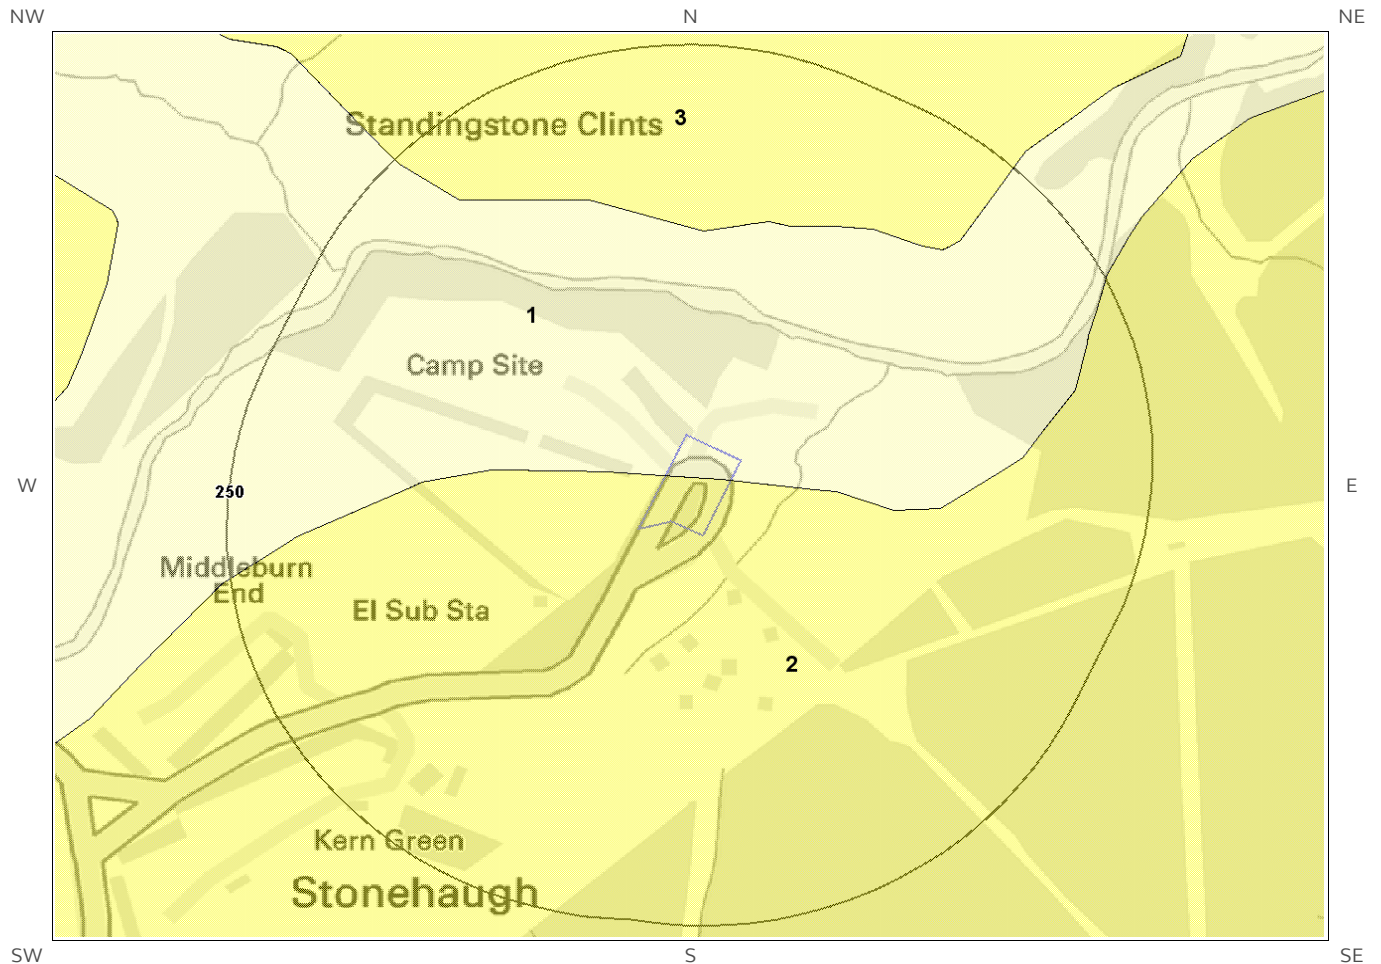 NW
N
NE
Standingstone Clints
3
1
Camp Site
W
E
250
Middleburn
End
El Sub Sta
2
Kern Green
Stonehaugh
SW
S
SE